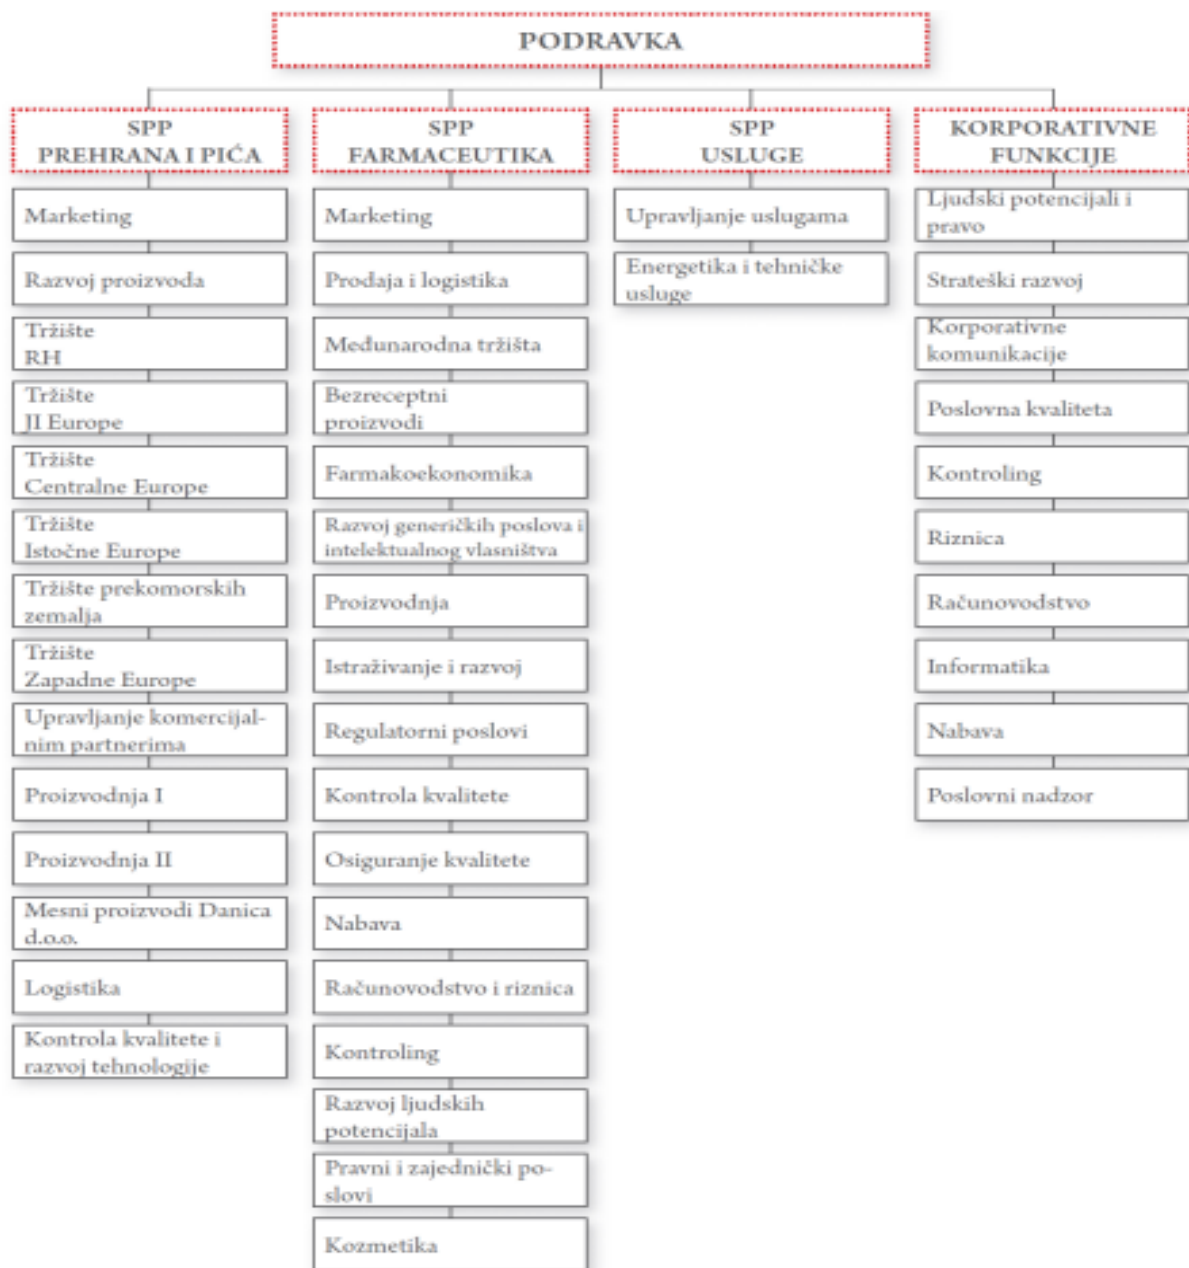 PODRAVKA
SPP
PREHRANA I PIĆA
Marketing
Razvoj proizvoda
Tržište
RH
Tržište
JI Europe
Tržište
Centralne Europe
Tržište
Istočne Europe
Tržište prekomorskih
zemalja
Tržište
Zapadne Europe
Upravljanje komercijal-
nim partnerima
Proizvodnja I
Proizvodnja II
Mesni proizvodi Danica
d.o.o.
Logistika
Kontrola kvalitete i
razvoj tehnologije
SPP
FARMACEUTIKA
Marketing
Prodaja i logistika
Međunarodna tržišta
Bezreceptni
proizvodi
Farmakoekonomika
Razvoj generičkih poslova i
intelektualnog vlasništva
Proizvodnja
Istraživanje i razvoj
Regulatorni poslovi
Kontrola kvalitete
Osiguranje kvalitete
Nabava
Računovodstvo i riznica
Kontroling
Razvoj ljudskih
potencijala
Pravni i zajednički po-
slovi
Kozmetika
SPP
USLUGE
Upravljanje uslugama
Energetika i tehničke
usluge
KORPORATIVNE
FUNKCIJE
Ljudski potencijali i
pravo
Strateški razvoj
Korporativne
komunikacije
Poslovna kvaliteta
Kontroling
Riznica
Računovodstvo
Informatika
Nabava
Poslovni nadzor